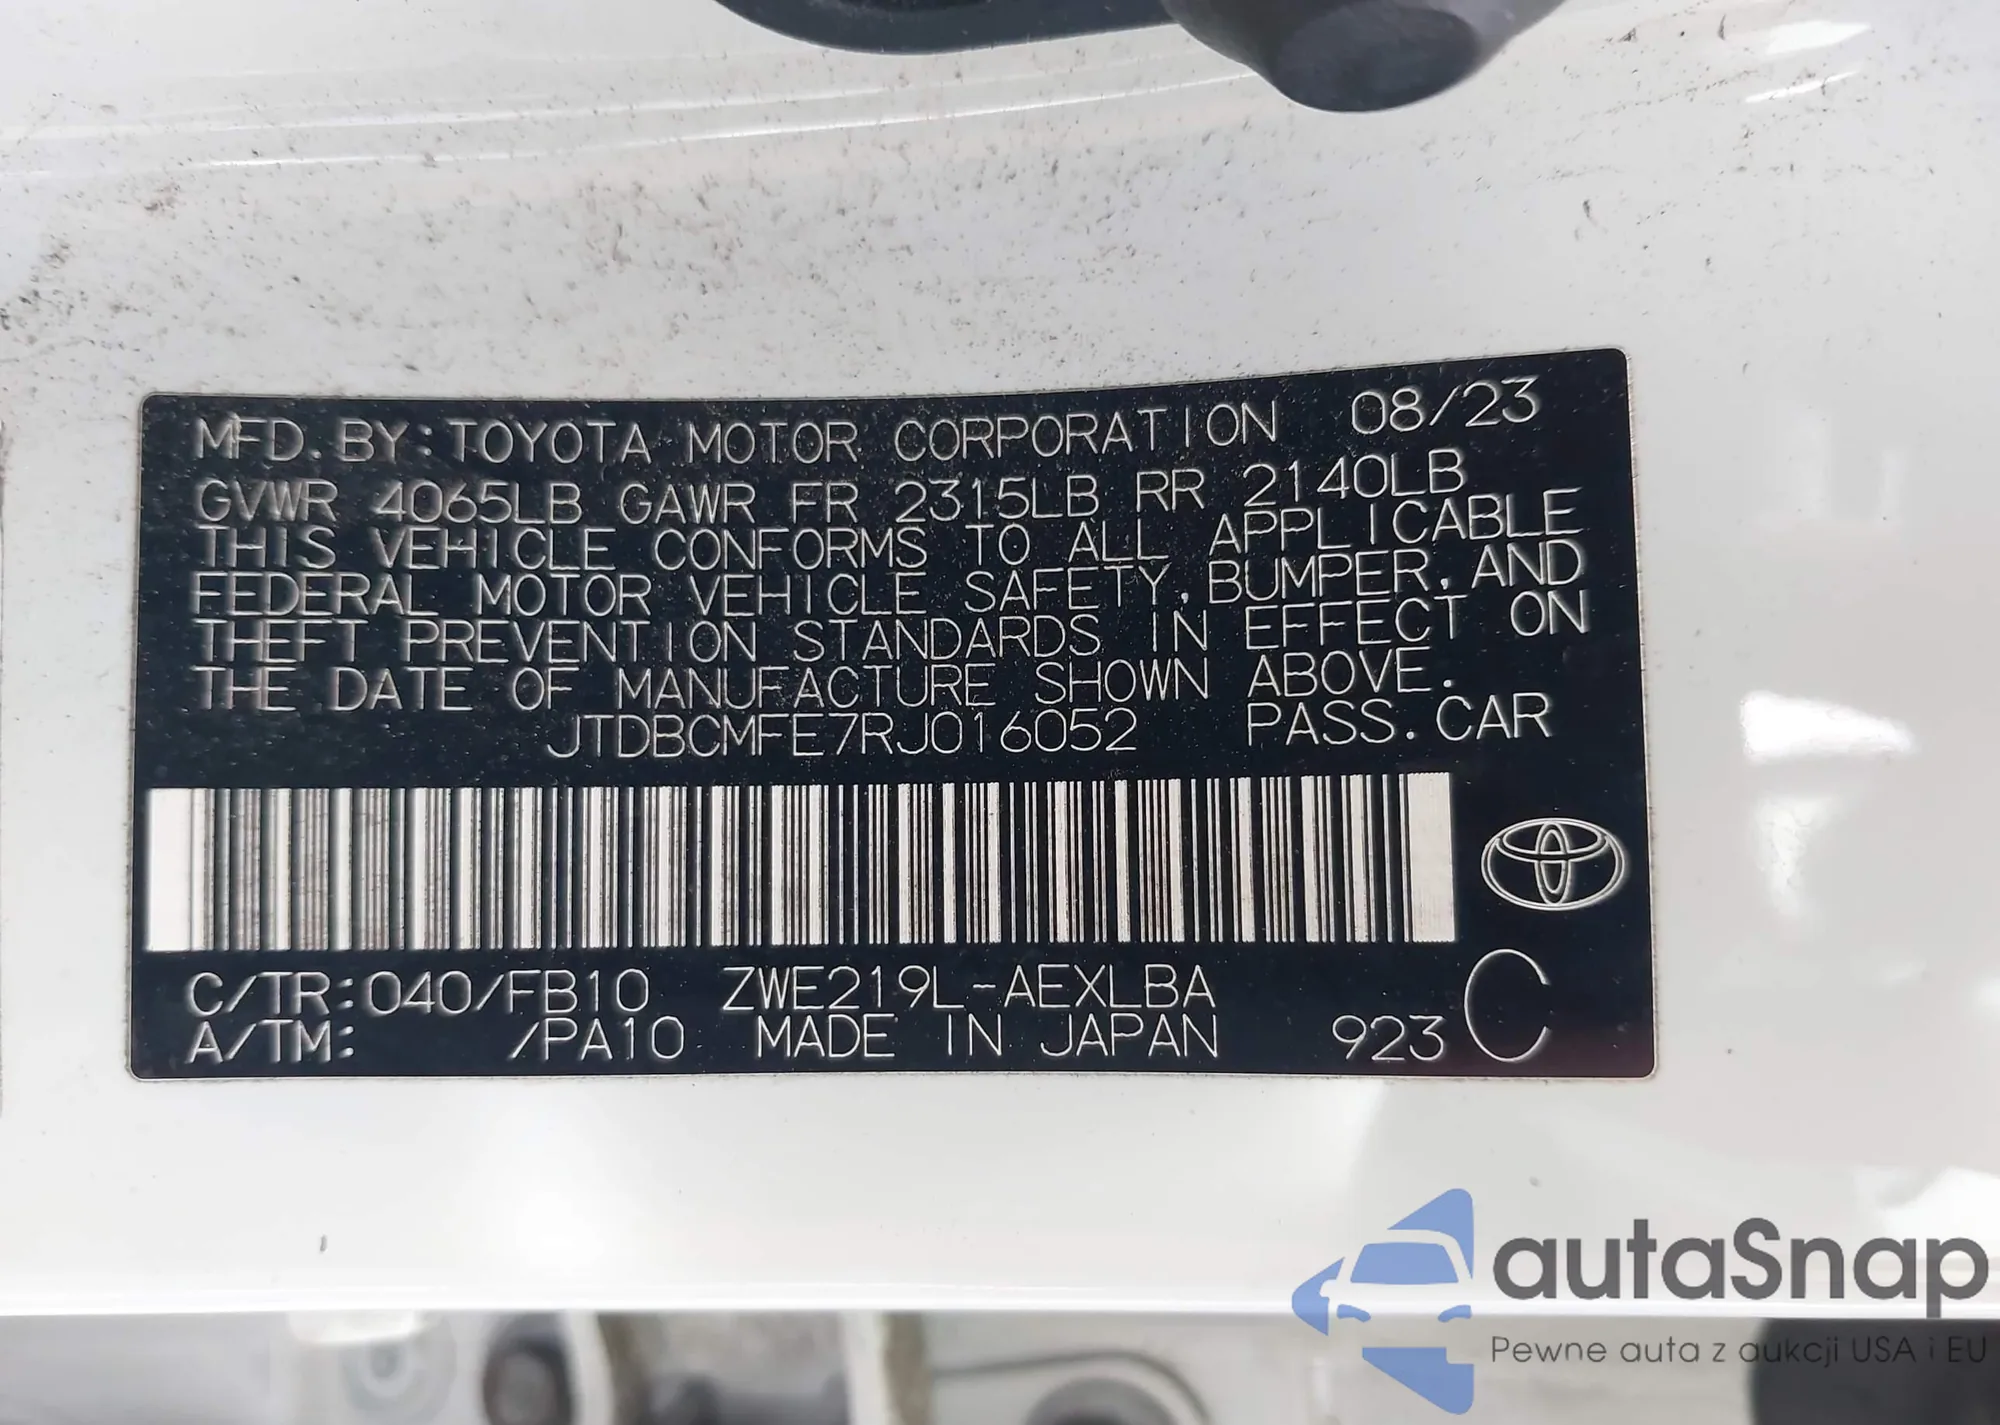 MFD. BY: TOYOTA MOTOR CORPORATION 08/23
GVWR 4065LB GAWR FR 2315LB RR 2140LB
THIS VEHICLE CONFORMS TO ALL APPLICABLE
FEDERAL MOTOR VEHICLE SAFETY, BUMPER, AND
THEFT PREVENTION STANDARDS IN EFFECT ON
THE DATE OF MANUFACTURE SHOWN ABOVE.
JTDBCMFE7RJ016052 PASS. CAR
C/TR: 040/FB10 ZWE219L-AEXLBA
A/TM: /PA10 MADE IN JAPAN 923 C
autaSnap
Pewne auta z aukcji USA i EU